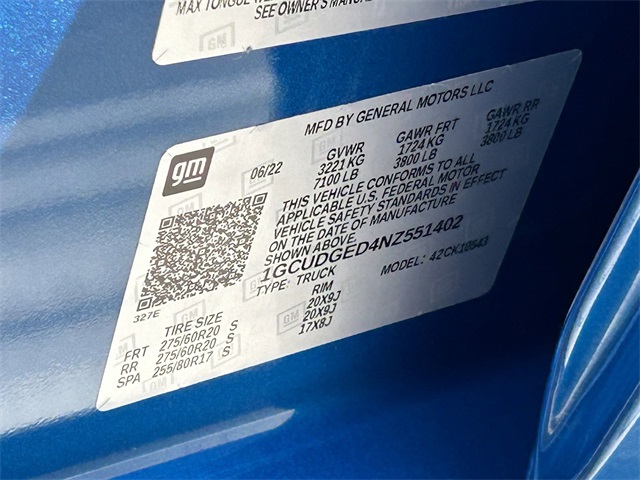 MAX TONGUE
SEE OWNER'S MANUAL
GM
MFD BY GENERAL MOTORS LLC
gm
06/22
GVWR GAWR FRT GAWR RR
3221 KG 1724 KG 1724 KG
7100 LB 3800 LB 3800 LB
THIS VEHICLE CONFORMS TO ALL
APPLICABLE U.S. FEDERAL MOTOR
VEHICLE SAFETY STANDARDS IN EFFECT
ON THE DATE OF MANUFACTURE
SHOWN ABOVE.
1GCUDGED4NZ551402
TYPE: TRUCK MODEL: 42CK10543
327E
TIRE SIZE RIM
FRT 275/60R20 S 20X9J
RR 275/60R20 S 20X9J
SPA 255/80R17 S 17X8J